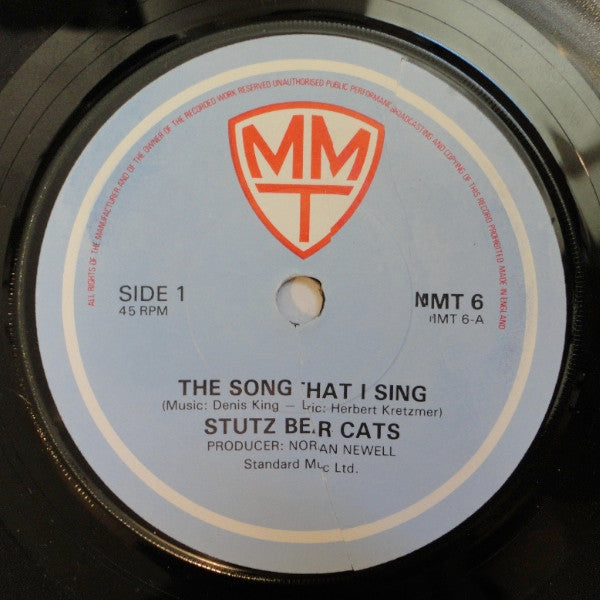 ALL RIGHTS OF THE MANUFACTURER AND OF THE OWNER OF THE RECORDED WORK RESERVED UNAUTHORISED PUBLIC PERFORMANCE BROADCASTING AND COPYING OF THIS RECORD PROHIBITED MADE IN ENGLAND
MM
T
SIDE 1
45 RPM
MMT 6
MMT 6-A
THE SONG THAT I SING
(Music: Denis King – Lyric: Herbert Kretzmer)
STUTZ BEAR CATS
PRODUCER: NORMAN NEWELL
Standard Music Ltd.